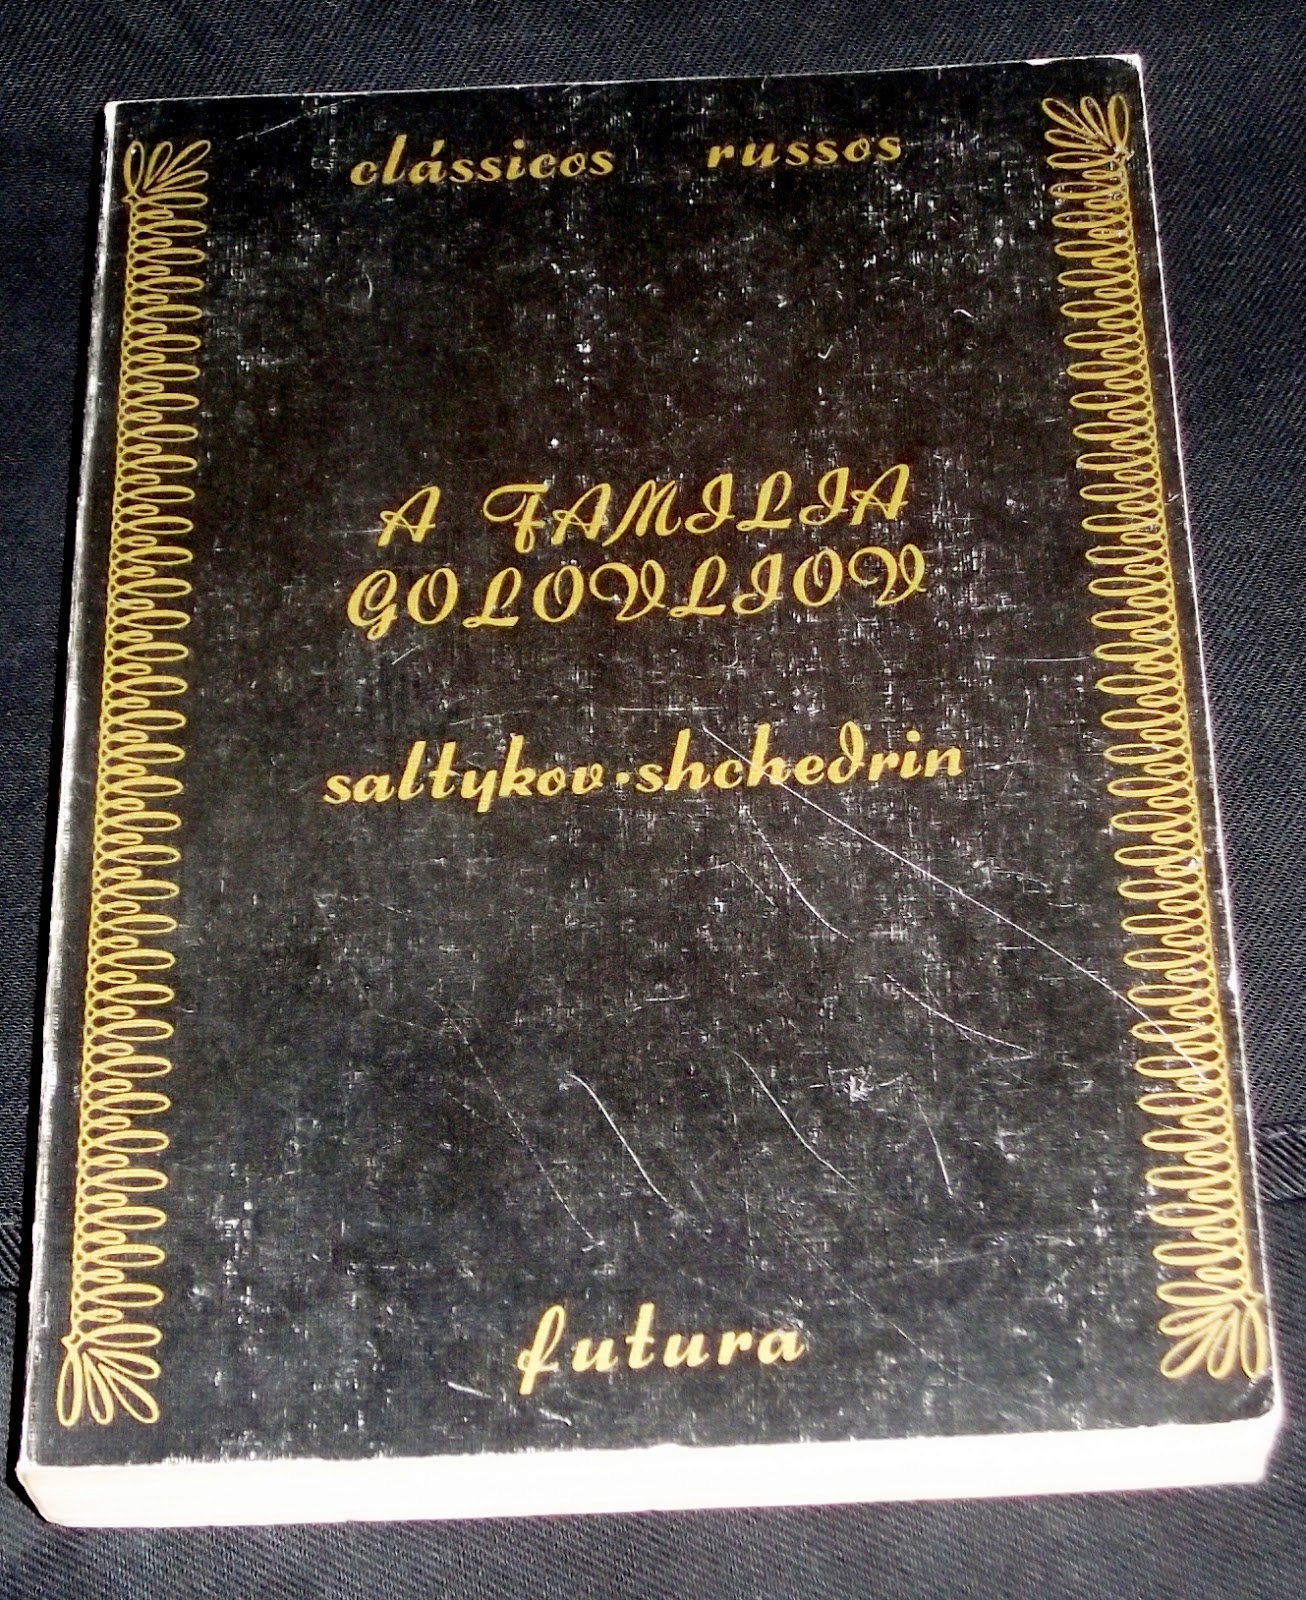 clássicos russos
A FAMILIA
GOLOVLIOV
saltykov·shchedrin
futura